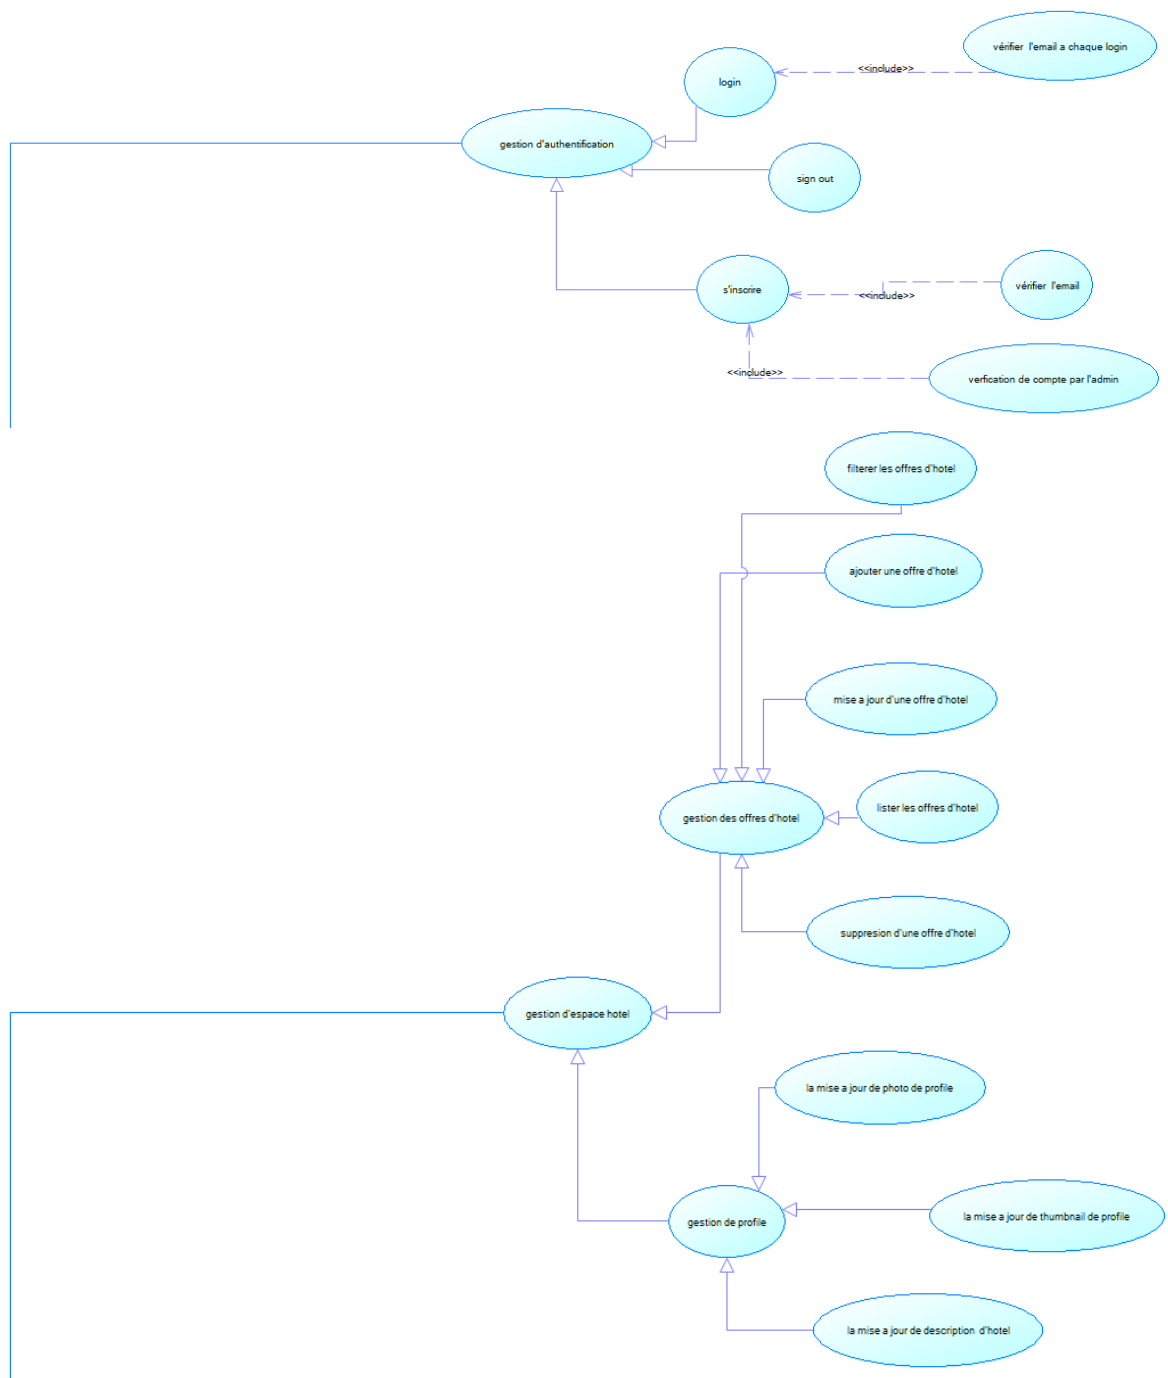 vérifier l'email a chaque login
<<include>>
login
gestion d'authentification
sign out
s'inscrire
vérifier l'email
<<include>>
<<include>>
verfication de compte par l'admin
filterer les offres d'hotel
ajouter une offre d'hotel
mise a jour d'une offre d'hotel
lister les offres d'hotel
gestion des offres d'hotel
suppresion d'une offre d'hotel
gestion d'espace hotel
la mise a jour de photo de profile
la mise a jour de thumbnail de profile
gestion de profile
la mise a jour de description d'hotel